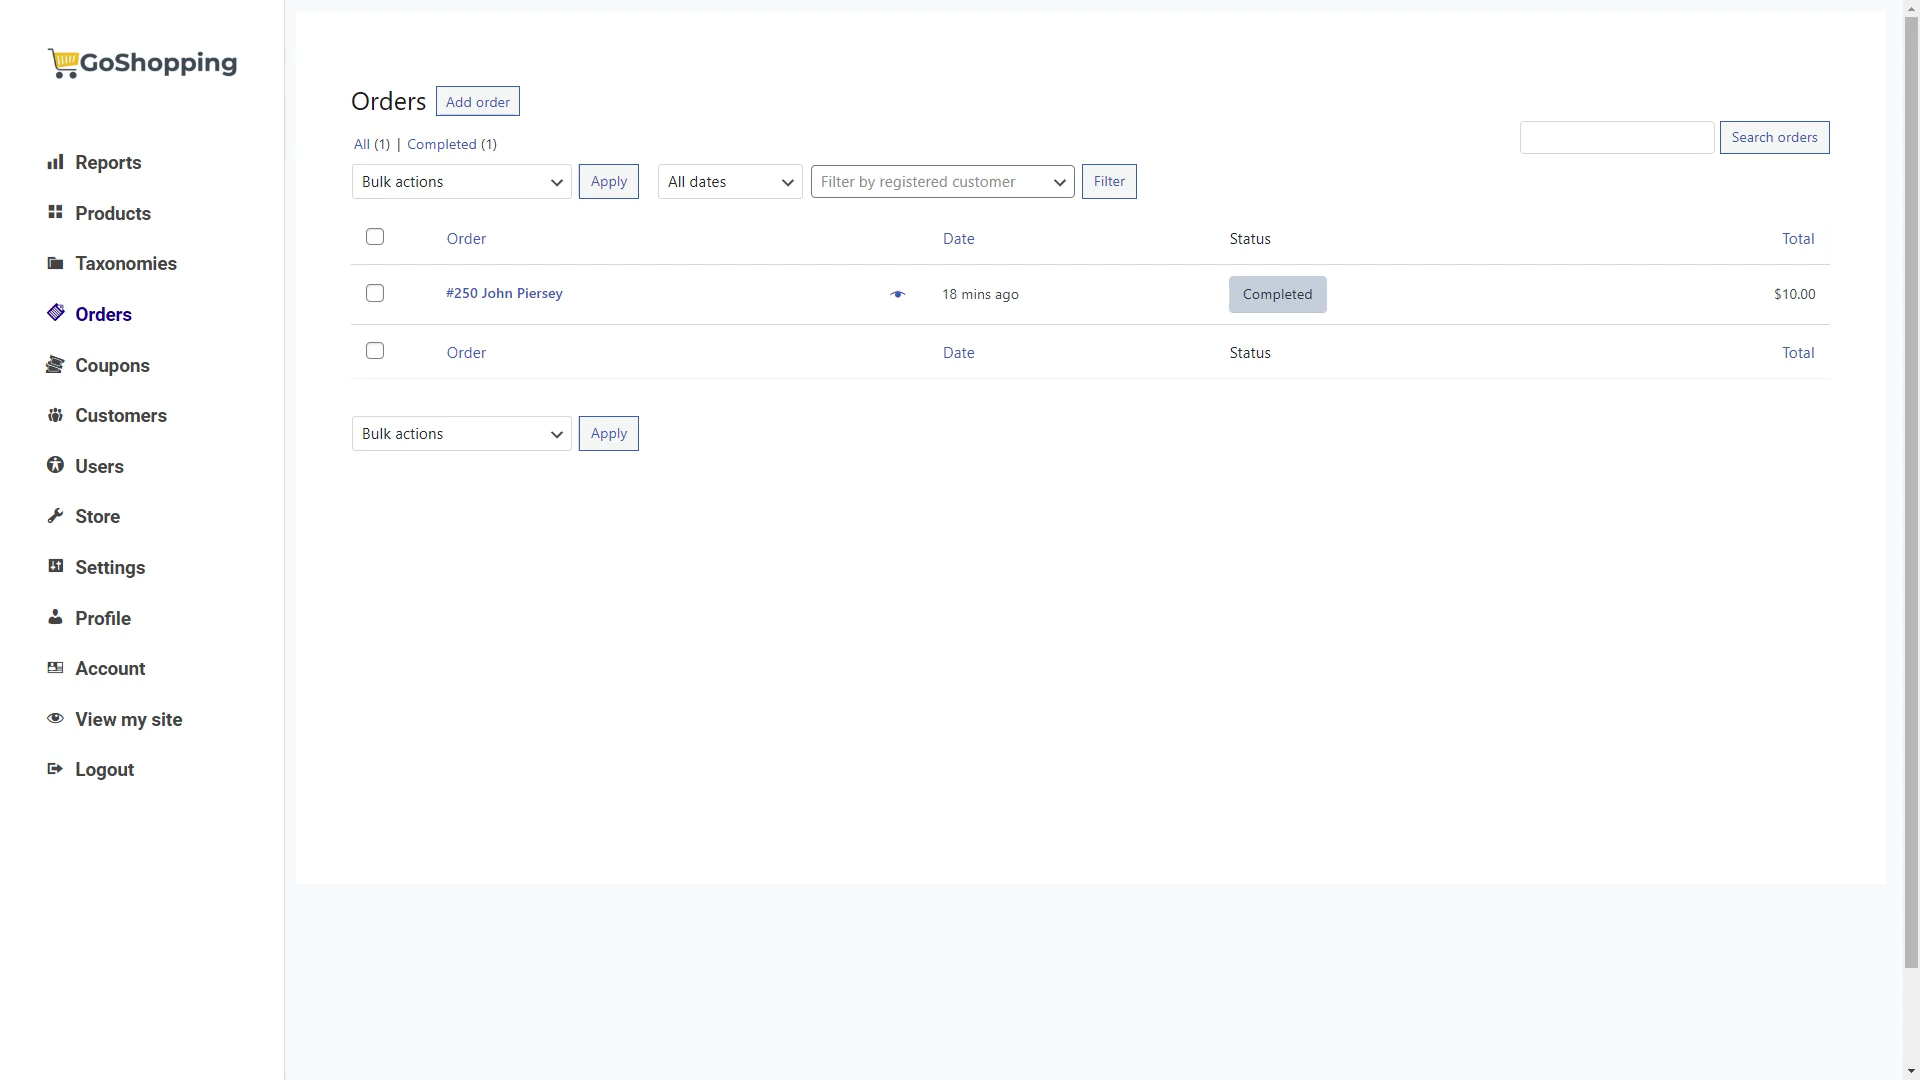 GoShopping
Reports
Products
Taxonomies
Orders
Coupons
Customers
Users
Store
Settings
Profile
Account
View my site
Logout
Orders Add order
All (1) | Completed (1)
Search orders
Bulk actions Apply All dates Filter by registered customer Filter
Order Date Status Total
#250 John Piersey 18 mins ago Completed $10.00
Order Date Status Total
Bulk actions Apply